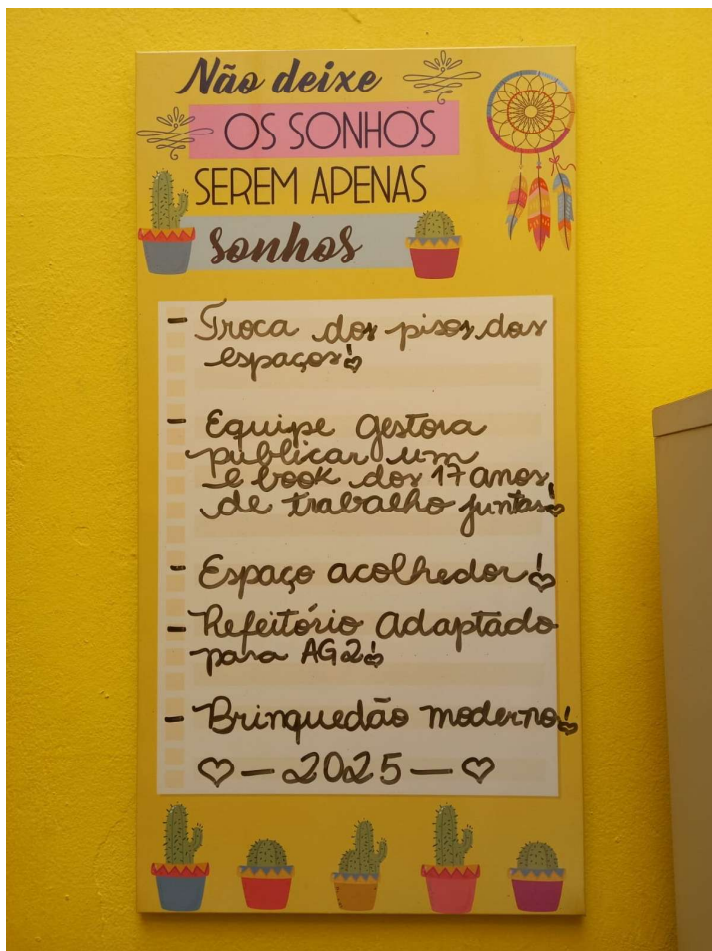 Não deixe
OS SONHOS
SEREM APENAS
sonhos
- Troca dos pisos dos
espaços!
- Equipe Gestora
publicar um
e book dos 17 anos
de trabalho juntas!
- Espaço acolhedor!
- Refeitório Adaptado
para AG2!
- Brinquedão moderno!
♡ - 2025 - ♡